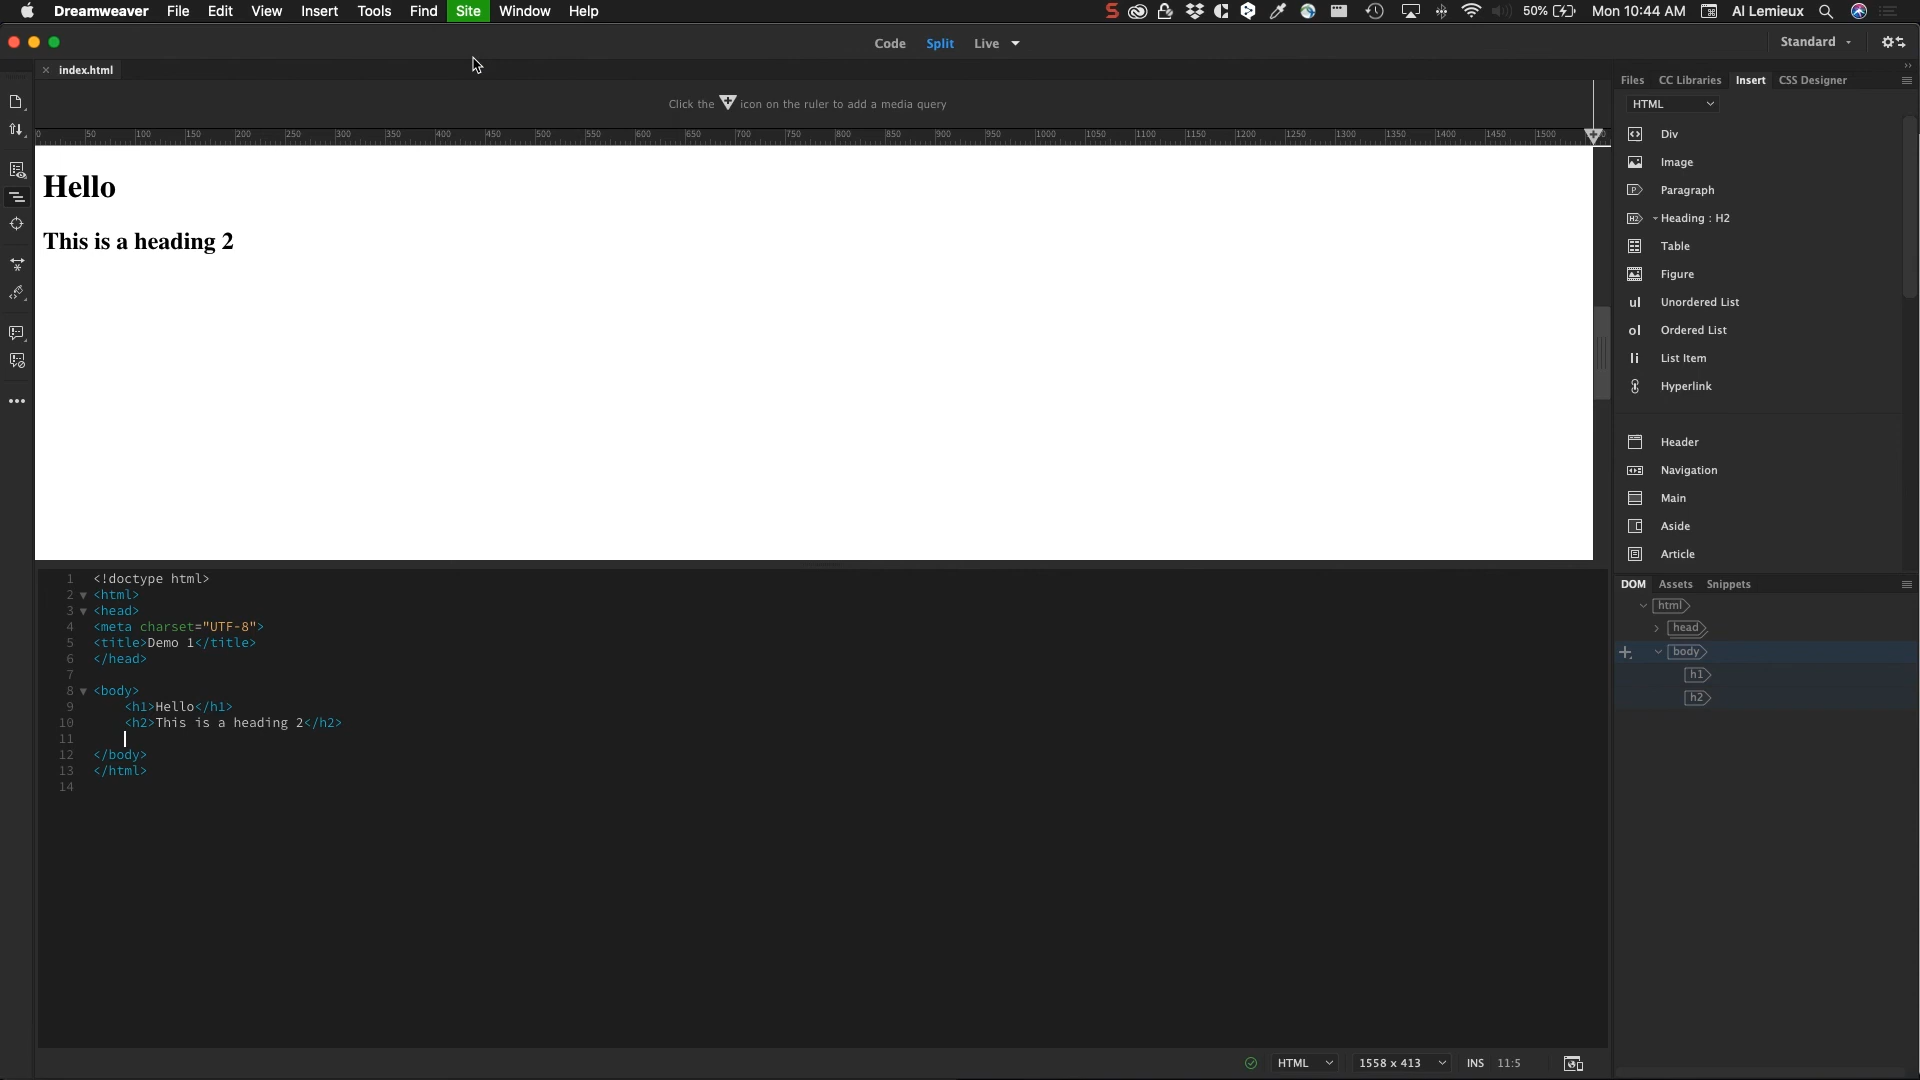 Dreamweaver File Edit View Insert Tools Find Site Window Help 50% Mon 10:44 AM Al Lemieux
Code Split Live Standard
index.html
Click the icon on the ruler to add a media query
0 50 100 150 200 250 300 350 400 450 500 550 600 650 700 750 800 850 900 950 1000 1050 1100 1150 1200 1250 1300 1350 1400 1450 1500
Hello
This is a heading 2
1 <!doctype html>
2 <html>
3 <head>
4 <meta charset="UTF-8">
5 <title>Demo 1</title>
6 </head>
7
8 <body>
9 <h1>Hello</h1>
10 <h2>This is a heading 2</h2>
11
12 </body>
13 </html>
14
HTML 1558 x 413 INS 11:5
Files CC Libraries Insert CSS Designer
HTML
Div
Image
P Paragraph
H2 Heading : H2
Table
Figure
ul Unordered List
ol Ordered List
li List Item
Hyperlink
Header
Navigation
Main
Aside
Article
DOM Assets Snippets
html
head
body
h1
h2